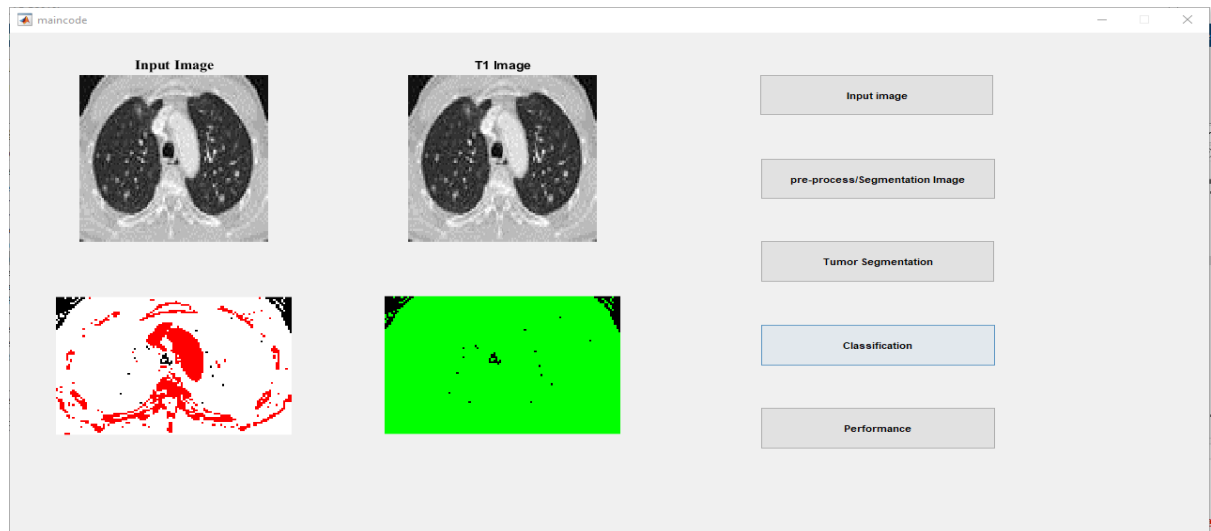 maincode
Input Image
T1 Image
Input image
pre-process/Segmentation Image
Tumor Segmentation
Classification
Performance